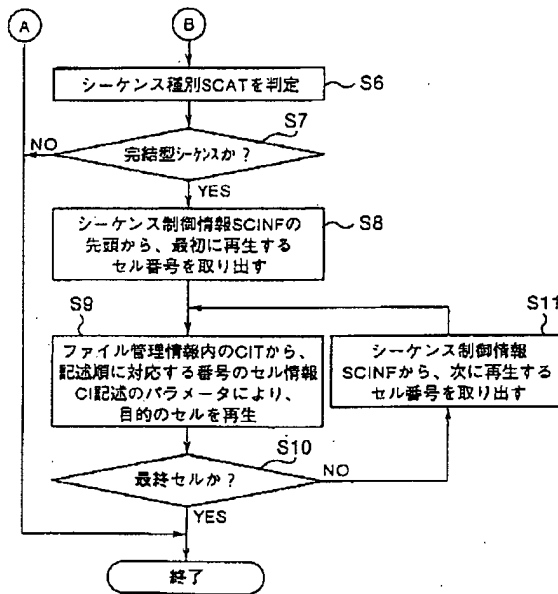 A
B
シーケンス種別SCATを判定
S6
S7
完結型シーケンスか?
NO
YES
シーケンス制御情報SCINFの
先頭から、最初に再生する
セル番号を取り出す
S8
S9
ファイル管理情報内のCITから、
記述順に対応する番号のセル情報
CI記述のパラメータにより、
目的のセルを再生
S11
シーケンス制御情報
SCINFから、次に再生する
セル番号を取り出す
S10
最終セルか?
NO
YES
終了